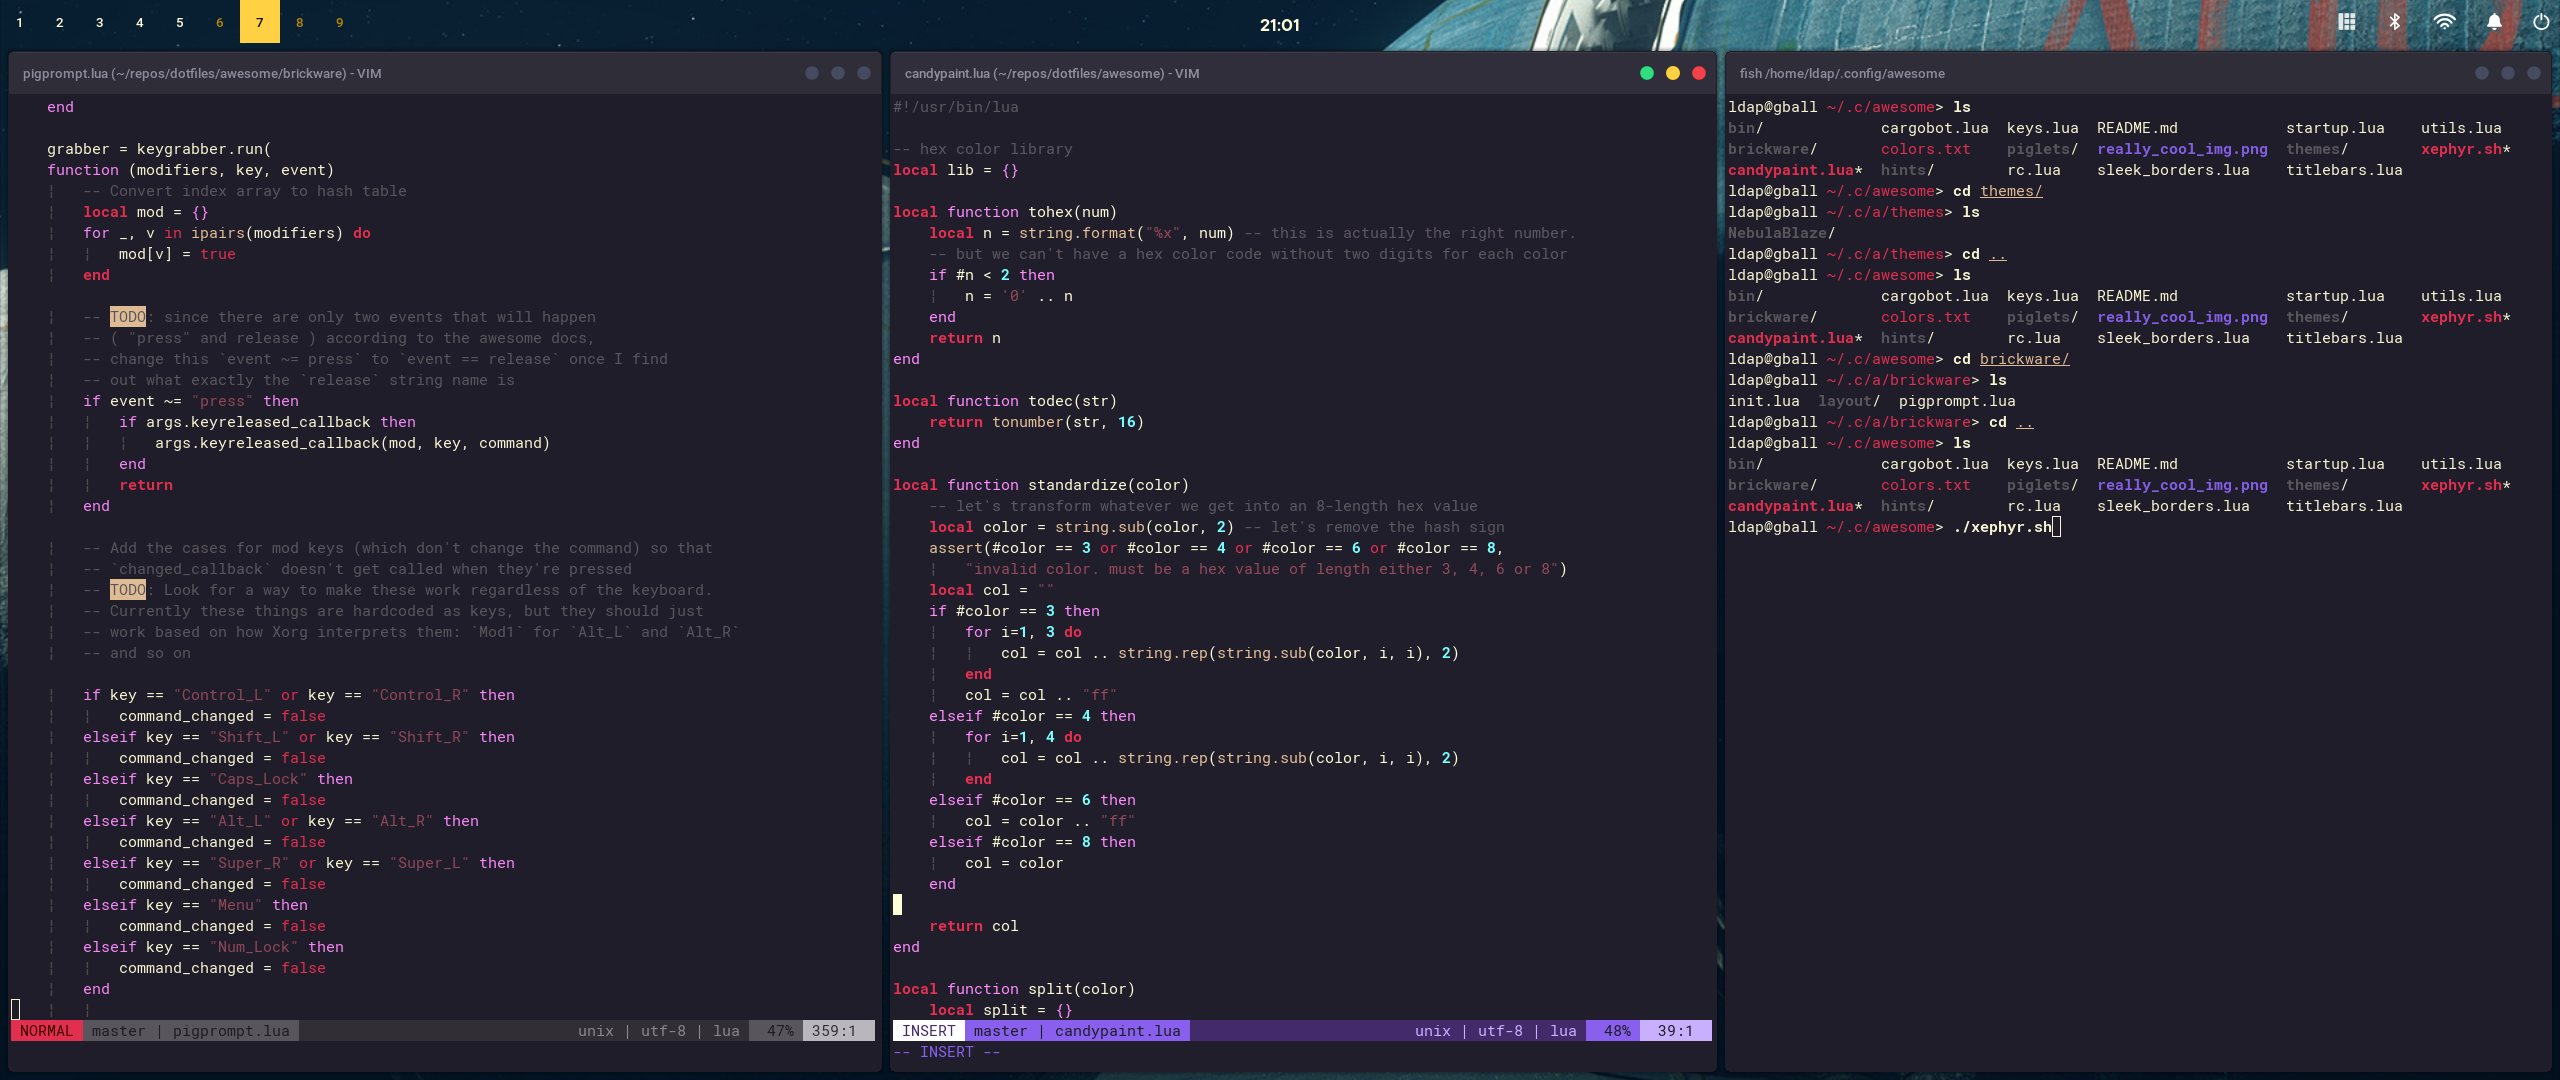 1 2 3 4 5 6 7 8 9
21:01
pigprompt.lua (~/repos/dotfiles/awesome/brickware) - VIM
    end

    grabber = keygrabber.run(
    function (modifiers, key, event)
    ¦   -- Convert index array to hash table
    ¦   local mod = {}
    ¦   for _, v in ipairs(modifiers) do
    ¦   ¦   mod[v] = true
    ¦   end

    ¦   -- TODO: since there are only two events that will happen
    ¦   -- ( "press" and release ) according to the awesome docs,
    ¦   -- change this `event ~= press` to `event == release` once I find
    ¦   -- out what exactly the `release` string name is
    ¦   if event ~= "press" then
    ¦   ¦   if args.keyreleased_callback then
    ¦   ¦   ¦   args.keyreleased_callback(mod, key, command)
    ¦   ¦   end
    ¦   ¦   return
    ¦   end

    ¦   -- Add the cases for mod keys (which don't change the command) so that
    ¦   -- `changed_callback` doesn't get called when they're pressed
    ¦   -- TODO: Look for a way to make these work regardless of the keyboard.
    ¦   -- Currently these things are hardcoded as keys, but they should just
    ¦   -- work based on how Xorg interprets them: `Mod1` for `Alt_L` and `Alt_R`
    ¦   -- and so on

    ¦   if key == "Control_L" or key == "Control_R" then
    ¦   ¦   command_changed = false
    ¦   elseif key == "Shift_L" or key == "Shift_R" then
    ¦   ¦   command_changed = false
    ¦   elseif key == "Caps_Lock" then
    ¦   ¦   command_changed = false
    ¦   elseif key == "Alt_L" or key == "Alt_R" then
    ¦   ¦   command_changed = false
    ¦   elseif key == "Super_R" or key == "Super_L" then
    ¦   ¦   command_changed = false
    ¦   elseif key == "Menu" then
    ¦   ¦   command_changed = false
    ¦   elseif key == "Num_Lock" then
    ¦   ¦   command_changed = false
    ¦   end
    ¦   ¦
NORMAL master | pigprompt.lua unix | utf-8 | lua 47% 359:1
candypaint.lua (~/repos/dotfiles/awesome) - VIM
#!/usr/bin/lua

-- hex color library
local lib = {}

local function tohex(num)
    local n = string.format("%x", num) -- this is actually the right number.
    -- but we can't have a hex color code without two digits for each color
    if #n < 2 then
    ¦   n = '0' .. n
    end
    return n
end

local function todec(str)
    return tonumber(str, 16)
end

local function standardize(color)
    -- let's transform whatever we get into an 8-length hex value
    local color = string.sub(color, 2) -- let's remove the hash sign
    assert(#color == 3 or #color == 4 or #color == 6 or #color == 8,
    ¦   "invalid color. must be a hex value of length either 3, 4, 6 or 8")
    local col = ""
    if #color == 3 then
    ¦   for i=1, 3 do
    ¦   ¦   col = col .. string.rep(string.sub(color, i, i), 2)
    ¦   end
    ¦   col = col .. "ff"
    elseif #color == 4 then
    ¦   for i=1, 4 do
    ¦   ¦   col = col .. string.rep(string.sub(color, i, i), 2)
    ¦   end
    elseif #color == 6 then
    ¦   col = color .. "ff"
    elseif #color == 8 then
    ¦   col = color
    end

    return col
end

local function split(color)
    local split = {}
INSERT master | candypaint.lua unix | utf-8 | lua 48% 39:1
-- INSERT --
fish /home/ldap/.config/awesome
ldap@gball ~/.c/awesome> ls
bin/ cargobot.lua keys.lua README.md startup.lua utils.lua
brickware/ colors.txt piglets/ really_cool_img.png themes/ xephyr.sh*
candypaint.lua* hints/ rc.lua sleek_borders.lua titlebars.lua
ldap@gball ~/.c/awesome> cd themes/
ldap@gball ~/.c/a/themes> ls
NebulaBlaze/
ldap@gball ~/.c/a/themes> cd ..
ldap@gball ~/.c/awesome> ls
bin/ cargobot.lua keys.lua README.md startup.lua utils.lua
brickware/ colors.txt piglets/ really_cool_img.png themes/ xephyr.sh*
candypaint.lua* hints/ rc.lua sleek_borders.lua titlebars.lua
ldap@gball ~/.c/awesome> cd brickware/
ldap@gball ~/.c/a/brickware> ls
init.lua layout/ pigprompt.lua
ldap@gball ~/.c/a/brickware> cd ..
ldap@gball ~/.c/awesome> ls
bin/ cargobot.lua keys.lua README.md startup.lua utils.lua
brickware/ colors.txt piglets/ really_cool_img.png themes/ xephyr.sh*
candypaint.lua* hints/ rc.lua sleek_borders.lua titlebars.lua
ldap@gball ~/.c/awesome> ./xephyr.sh